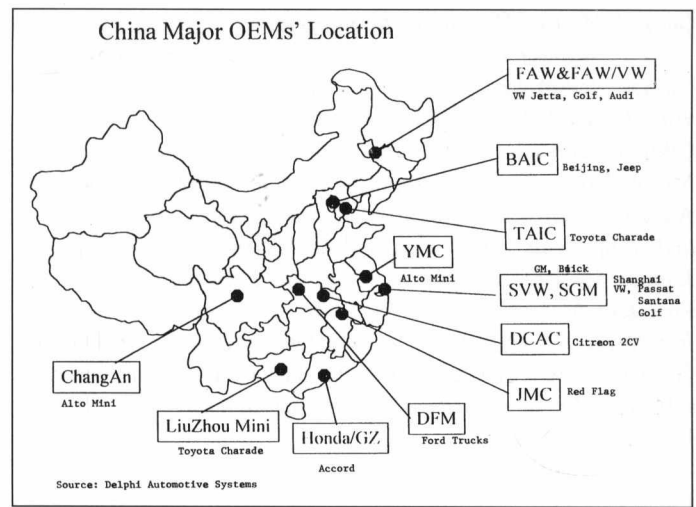 China Major OEMs' Location
FAW&FAW/VW
VW Jetta, Golf, Audi
BAIC
Beijing, Jeep
TAIC
Toyota Charade
YMC
Alto Mini
GM, Buick
SVW, SGM
Shanghai
VW, Passat
Santana
Golf
DCAC
Citreon 2CV
ChangAn
Alto Mini
JMC
Red Flag
DFM
Ford Trucks
LiuZhou Mini
Toyota Charade
Honda/GZ
Accord
Source: Delphi Automotive Systems